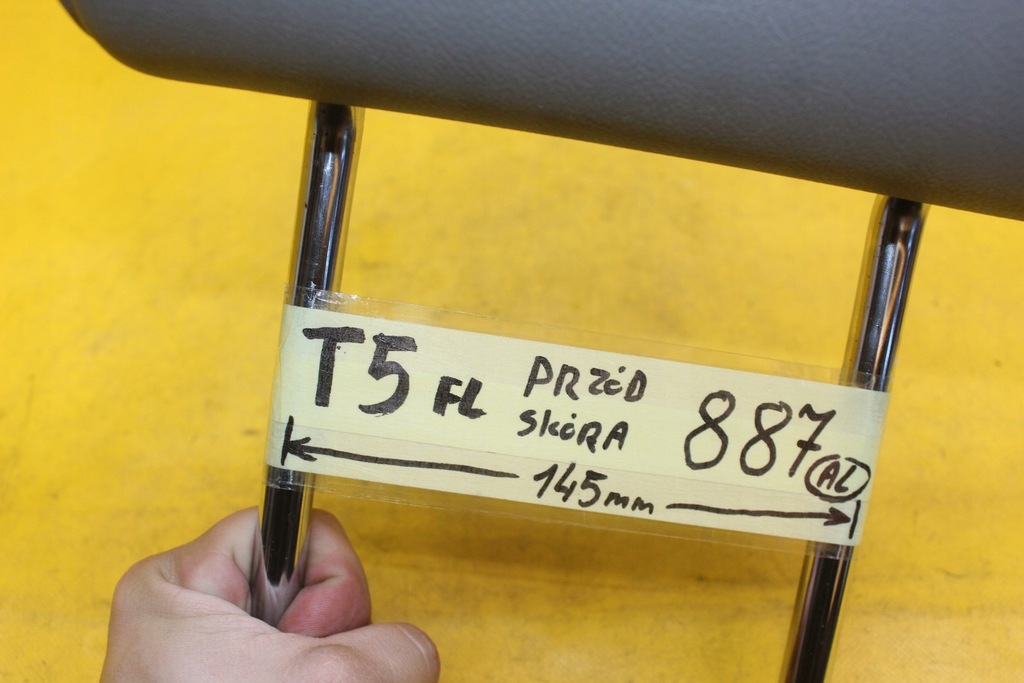 T5 FL PRZÓD SKÓRA 887 AL
145mm